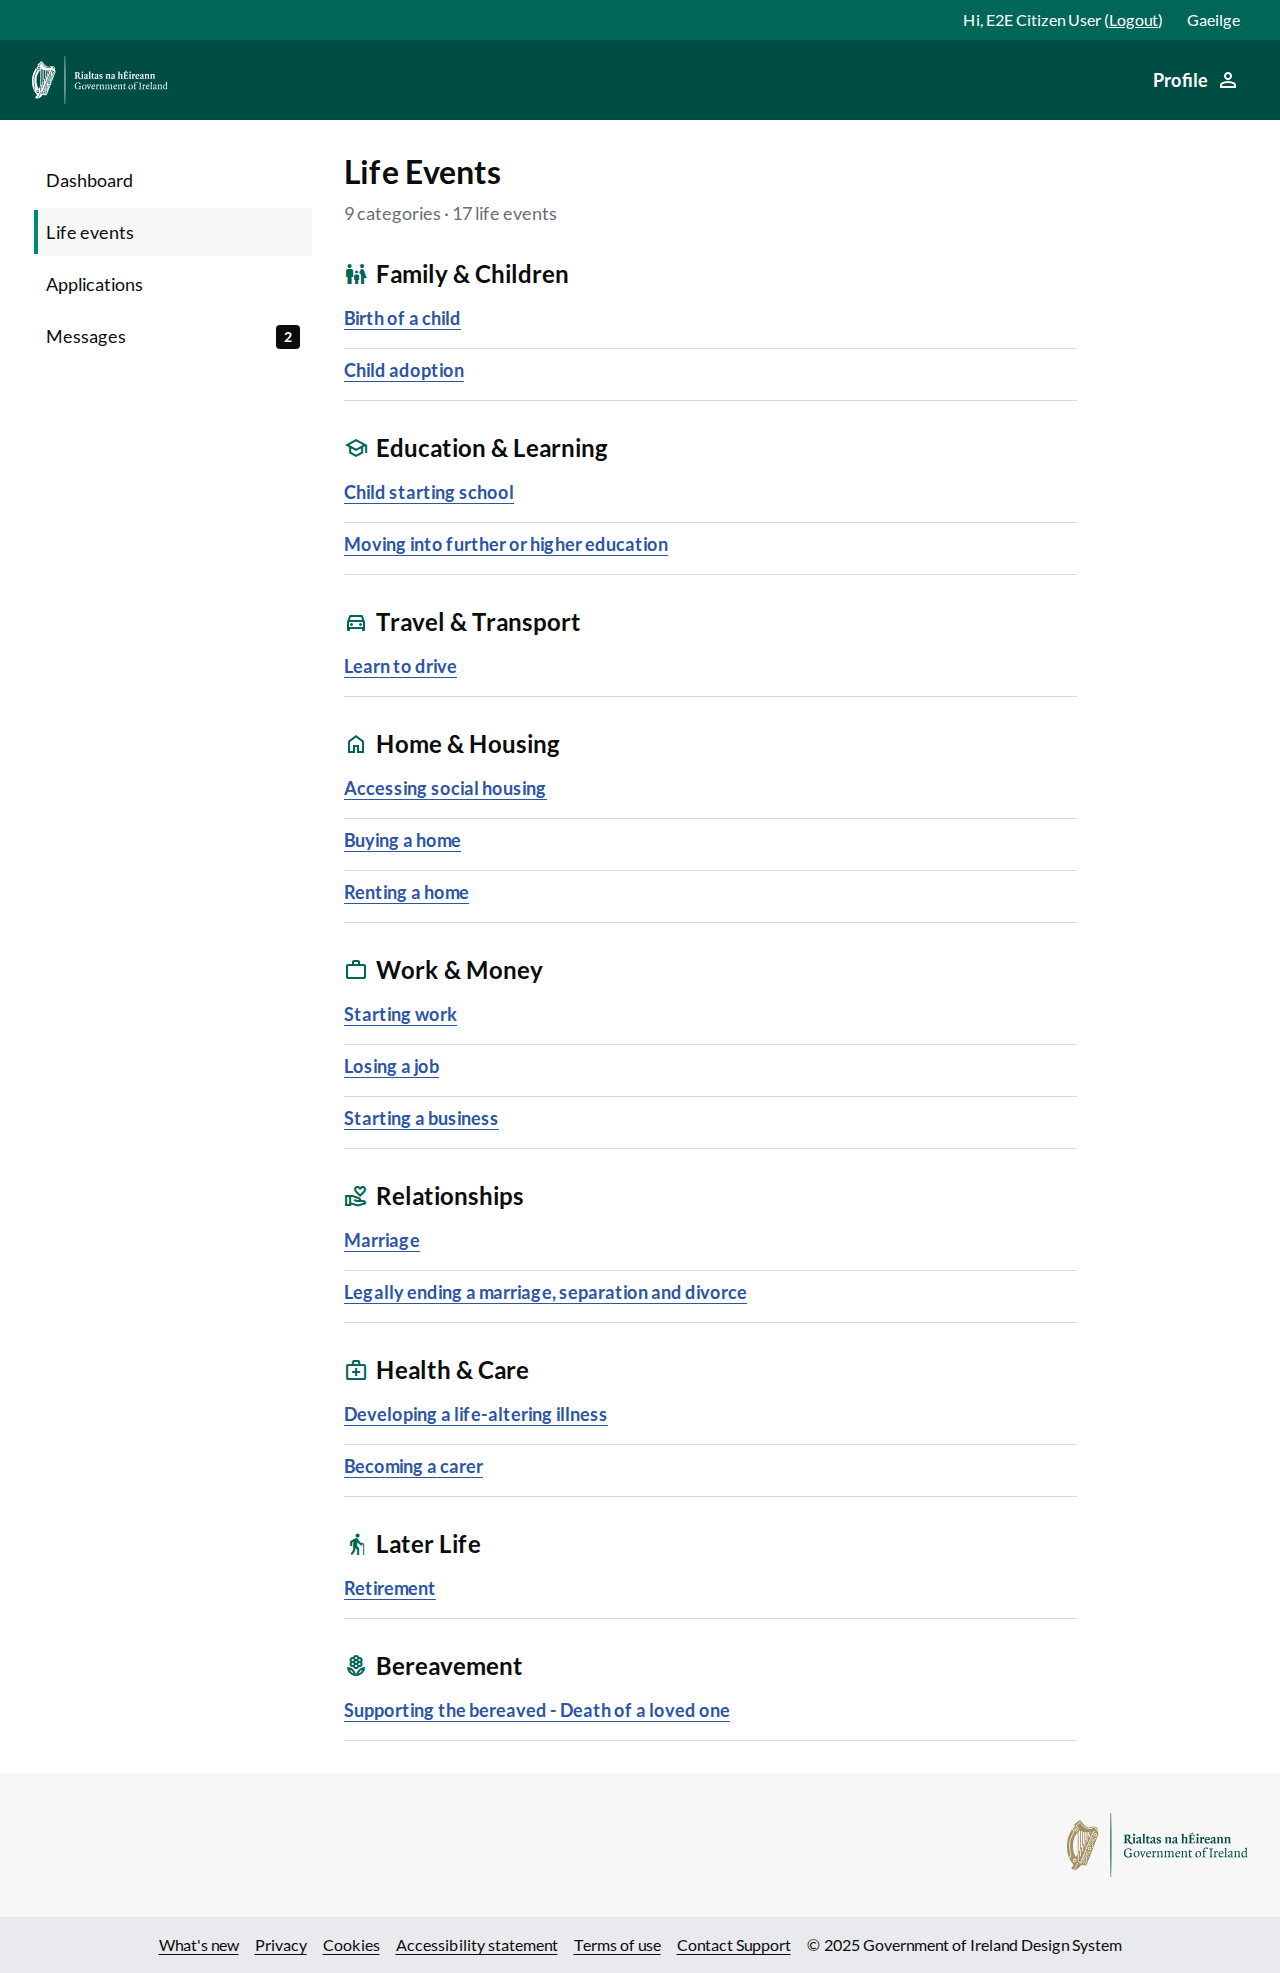 Hi, E2E Citizen User (Logout) Gaeilge
Rialtas na hÉireann
Government of Ireland
Profile
Dashboard
Life events
Applications
Messages 2
Life Events
9 categories · 17 life events
Family & Children
Birth of a child
Child adoption
Education & Learning
Child starting school
Moving into further or higher education
Travel & Transport
Learn to drive
Home & Housing
Accessing social housing
Buying a home
Renting a home
Work & Money
Starting work
Losing a job
Starting a business
Relationships
Marriage
Legally ending a marriage, separation and divorce
Health & Care
Developing a life-altering illness
Becoming a carer
Later Life
Retirement
Bereavement
Supporting the bereaved - Death of a loved one
Rialtas na hÉireann
Government of Ireland
What's new Privacy Cookies Accessibility statement Terms of use Contact Support © 2025 Government of Ireland Design System